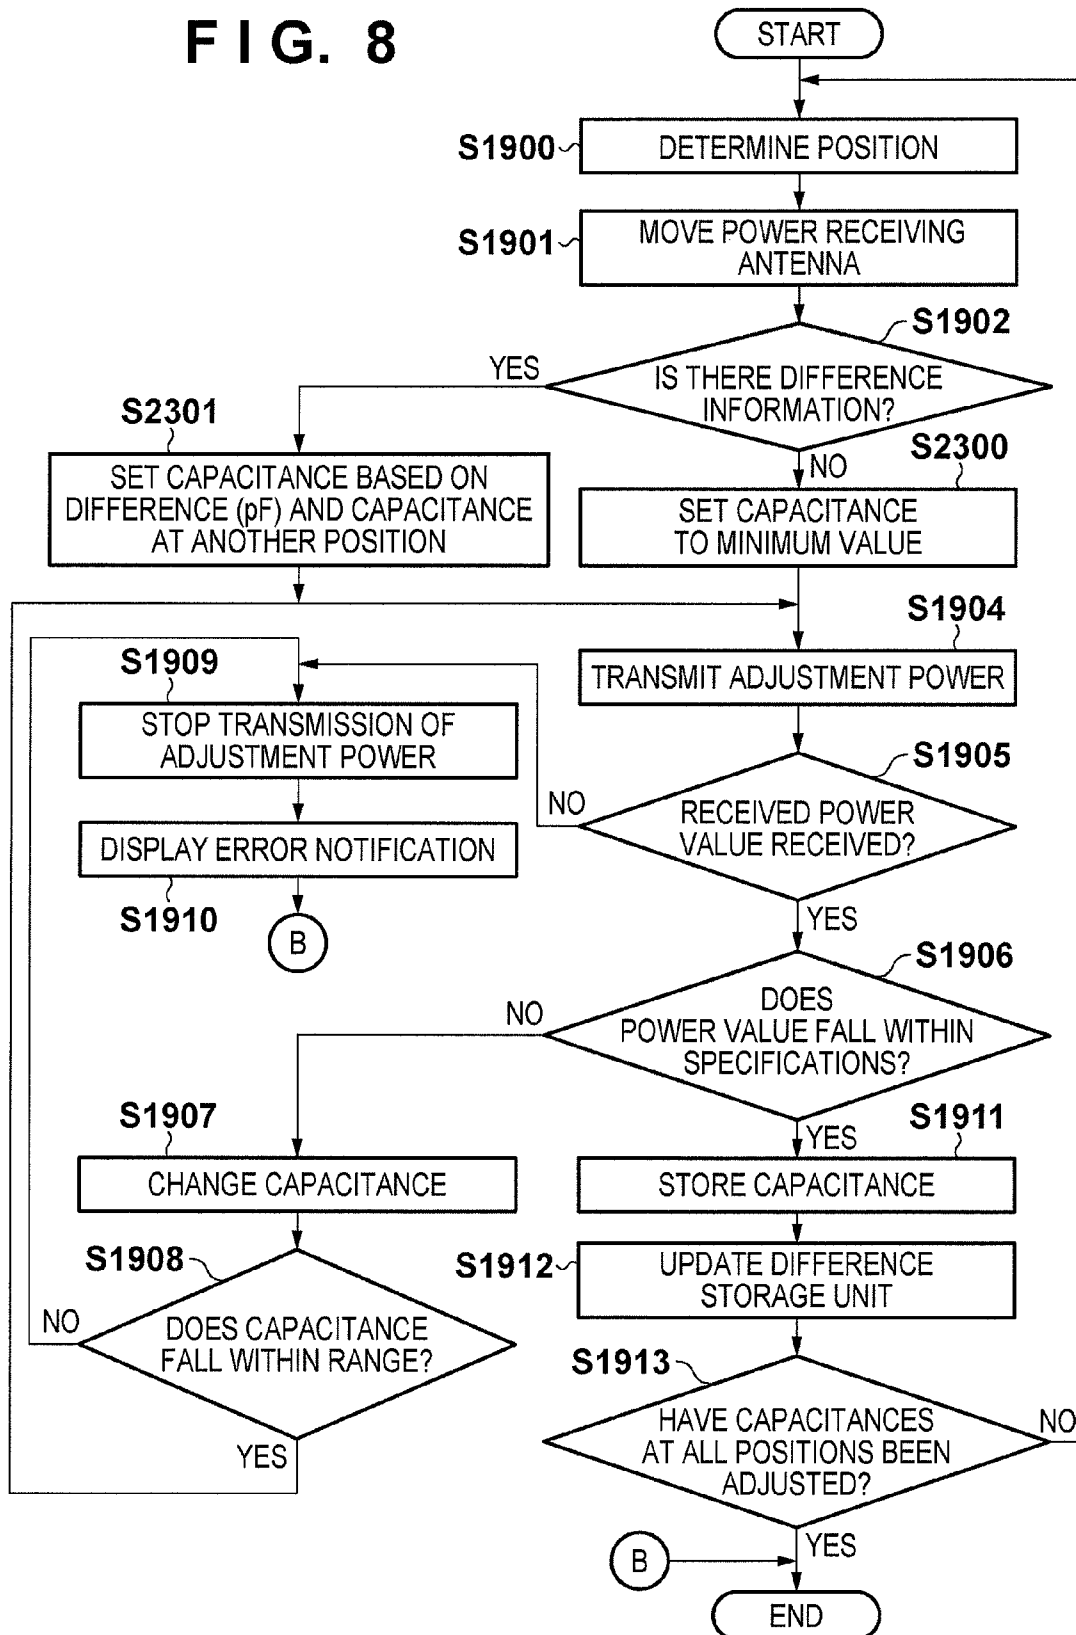 FIG. 8
START
S1900
DETERMINE POSITION
S1901
MOVE POWER RECEIVING
ANTENNA
S1902
IS THERE DIFFERENCE
INFORMATION?
YES
NO
S2301
SET CAPACITANCE BASED ON
DIFFERENCE (pF) AND CAPACITANCE
AT ANOTHER POSITION
S2300
SET CAPACITANCE
TO MINIMUM VALUE
S1904
TRANSMIT ADJUSTMENT POWER
S1909
STOP TRANSMISSION OF
ADJUSTMENT POWER
S1905
RECEIVED POWER
VALUE RECEIVED?
NO
YES
DISPLAY ERROR NOTIFICATION
S1910
B
S1906
DOES
POWER VALUE FALL WITHIN
SPECIFICATIONS?
NO
YES
S1907
CHANGE CAPACITANCE
S1911
STORE CAPACITANCE
S1908
DOES CAPACITANCE
FALL WITHIN RANGE?
NO
YES
S1912
UPDATE DIFFERENCE
STORAGE UNIT
S1913
HAVE CAPACITANCES
AT ALL POSITIONS BEEN
ADJUSTED?
NO
YES
B
END